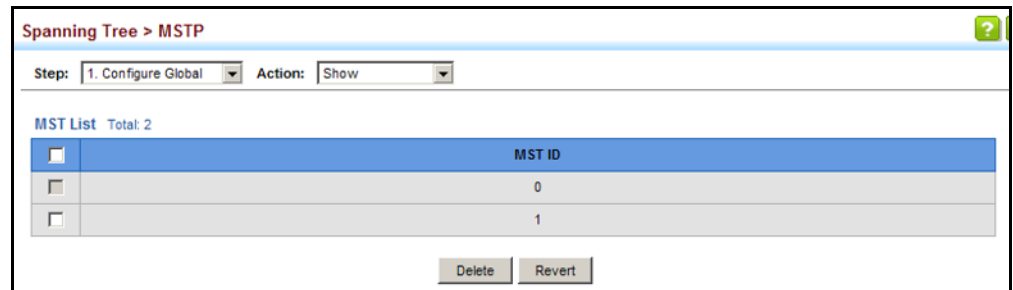 Spanning Tree > MSTP
?
Step: 1. Configure Global Action: Show
MST List Total: 2
MST ID
0
1
Delete Revert